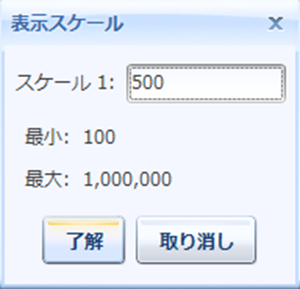 表示スケール
スケール 1: 500
最小: 100
最大: 1,000,000
了解 取り消し